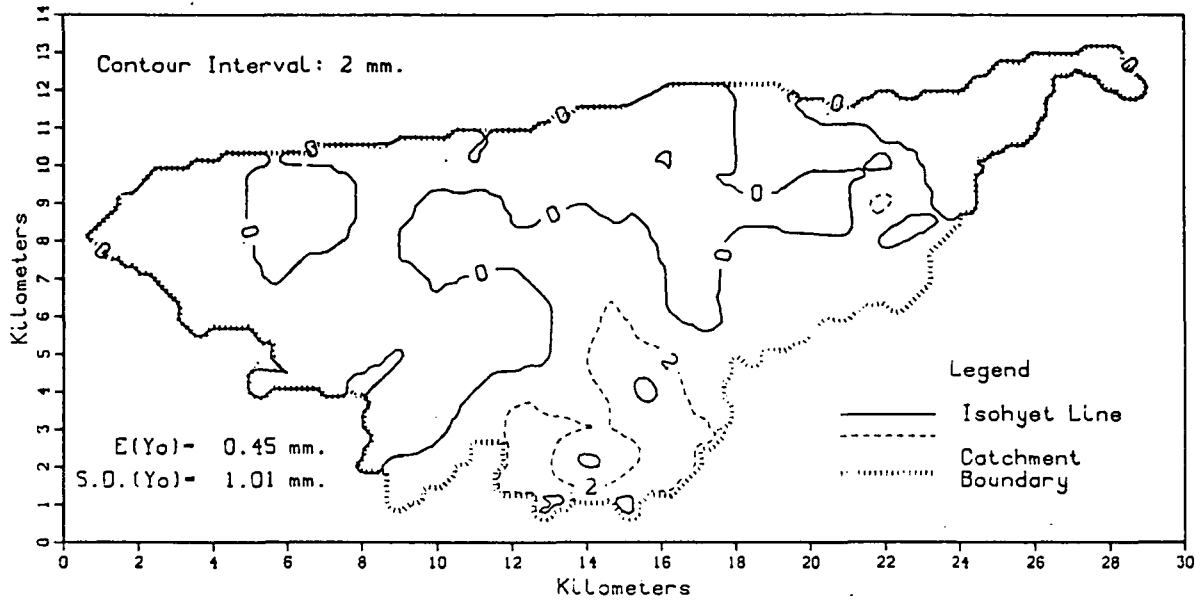 Contour Interval: 2 mm.
14
13
12
11
10
9
8
7
6
5
4
3
2
1
0
Kilometers
0
0
0
0
0
0
0
0
0
0
0
2
2
E(Yo)= 0.45 mm.
S.D.(Yo)= 1.01 mm.
Legend
Isohyet Line
Catchment
Boundary
0 2 4 6 8 10 12 14 16 18 20 22 24 26 28 30
Kilometers